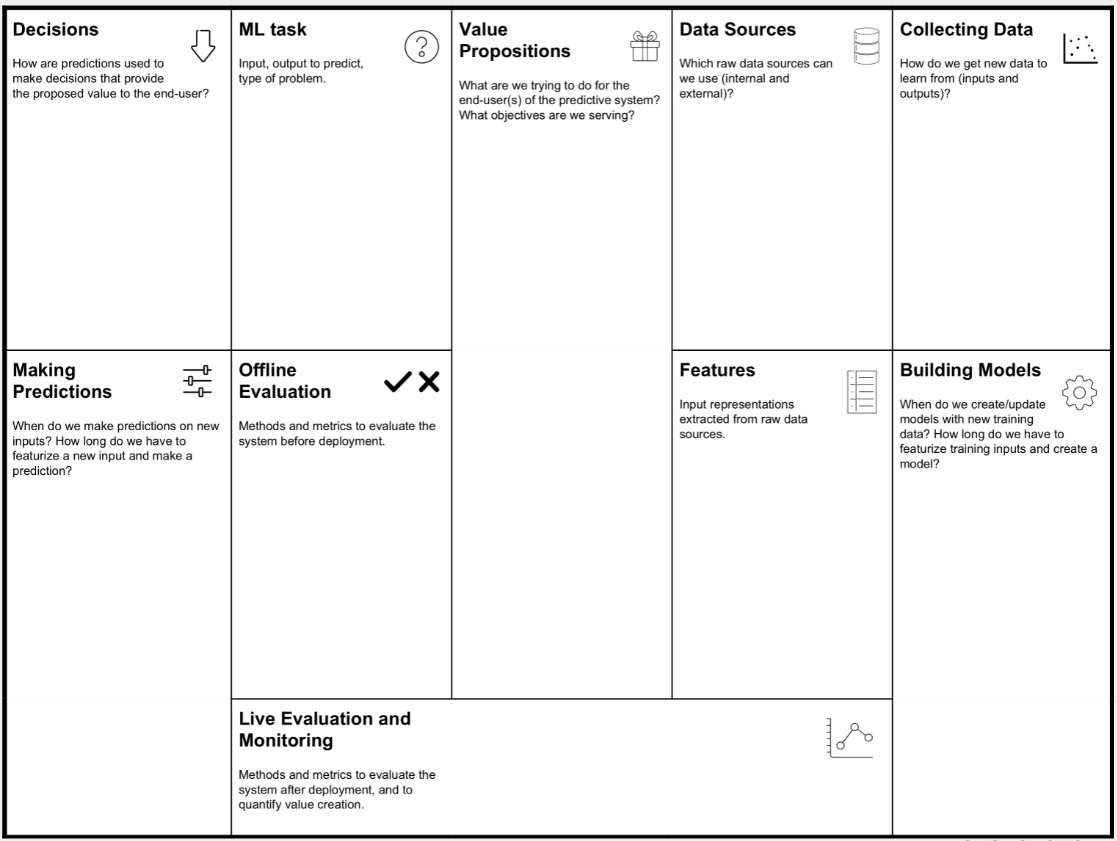 Decisions
How are predictions used to
make decisions that provide
the proposed value to the end-user?
ML task
Input, output to predict,
type of problem.
Value
Propositions
What are we trying to do for the
end-user(s) of the predictive system?
What objectives are we serving?
Data Sources
Which raw data sources can
we use (internal and
external)?
Collecting Data
How do we get new data to
learn from (inputs and
outputs)?
Making
Predictions
When do we make predictions on new
inputs? How long do we have to
featurize a new input and make a
prediction?
Offline
Evaluation
Methods and metrics to evaluate the
system before deployment.
Features
Input representations
extracted from raw data
sources.
Building Models
When do we create/update
models with new training
data? How long do we have to
featurize training inputs and create a
model?
Live Evaluation and
Monitoring
Methods and metrics to evaluate the
system after deployment, and to
quantify value creation.